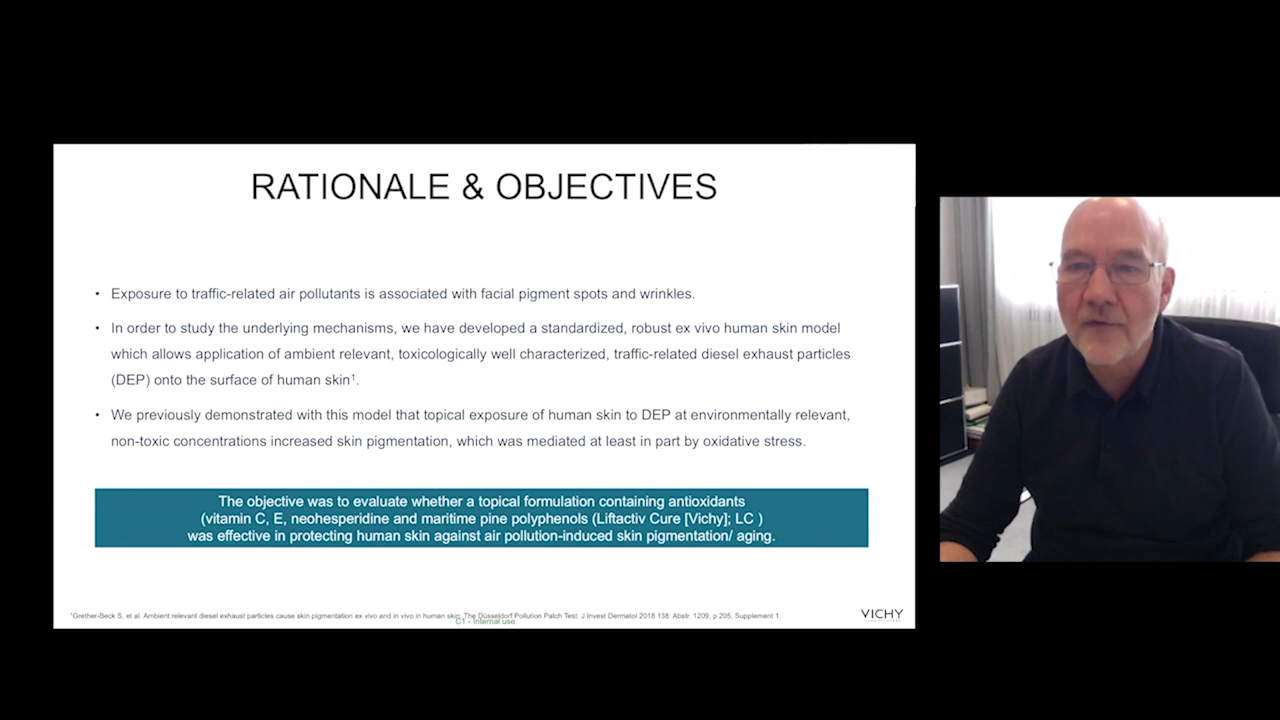 RATIONALE & OBJECTIVES
• Exposure to traffic-related air pollutants is associated with facial pigment spots and wrinkles.
• In order to study the underlying mechanisms, we have developed a standardized, robust ex vivo human skin model
which allows application of ambient relevant, toxicologically well characterized, traffic-related diesel exhaust particles
(DEP) onto the surface of human skin¹.
• We previously demonstrated with this model that topical exposure of human skin to DEP at environmentally relevant,
non-toxic concentrations increased skin pigmentation, which was mediated at least in part by oxidative stress.
The objective was to evaluate whether a topical formulation containing antioxidants
(vitamin C, E, neohesperidine and maritime pine polyphenols (Liftactiv Cure [Vichy]; LC )
was effective in protecting human skin against air pollution-induced skin pigmentation/ aging.
¹Grether-Beck S, et al. Ambient relevant diesel exhaust particles cause skin pigmentation ex vivo and in vivo in human skin: The Düsseldorf Pollution Patch Test. J Invest Dermatol 2018 138: Abstr. 1209, p 205, Supplement 1.
C1 - Internal use
VICHY